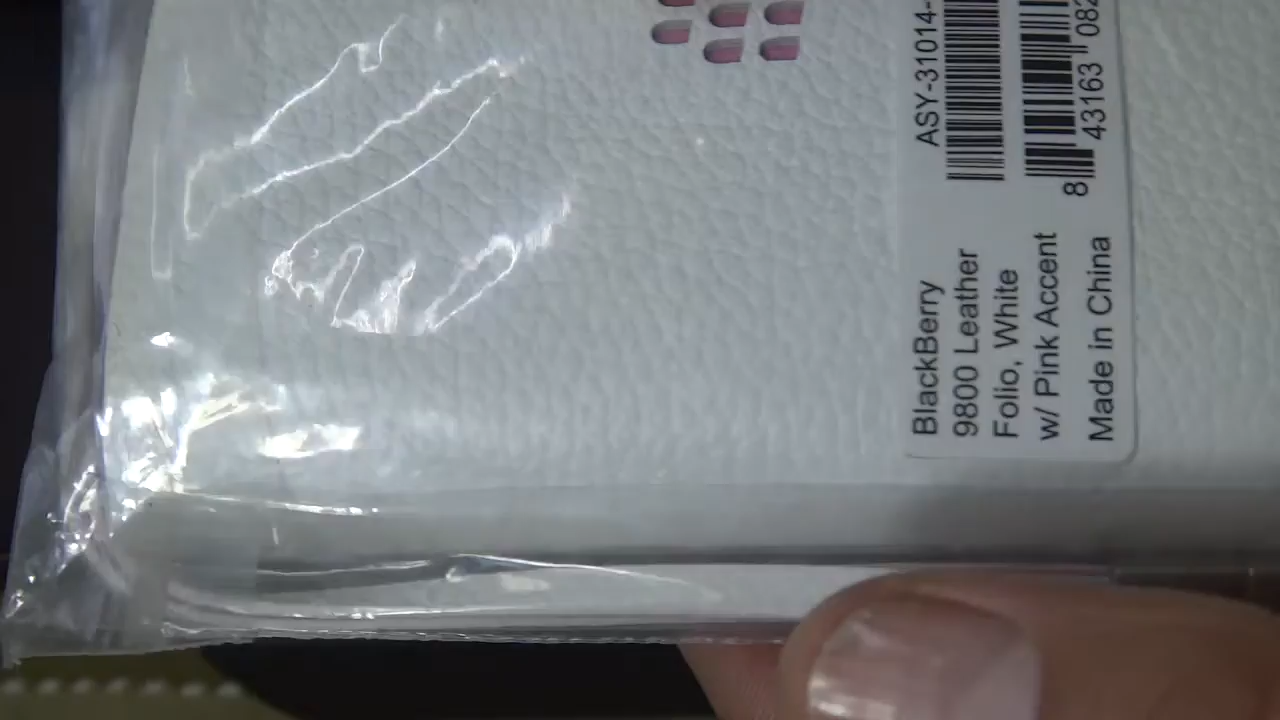 BlackBerry
9800 Leather
Folio, White
w/ Pink Accent
Made in China
ASY-31014-
8 43163 082